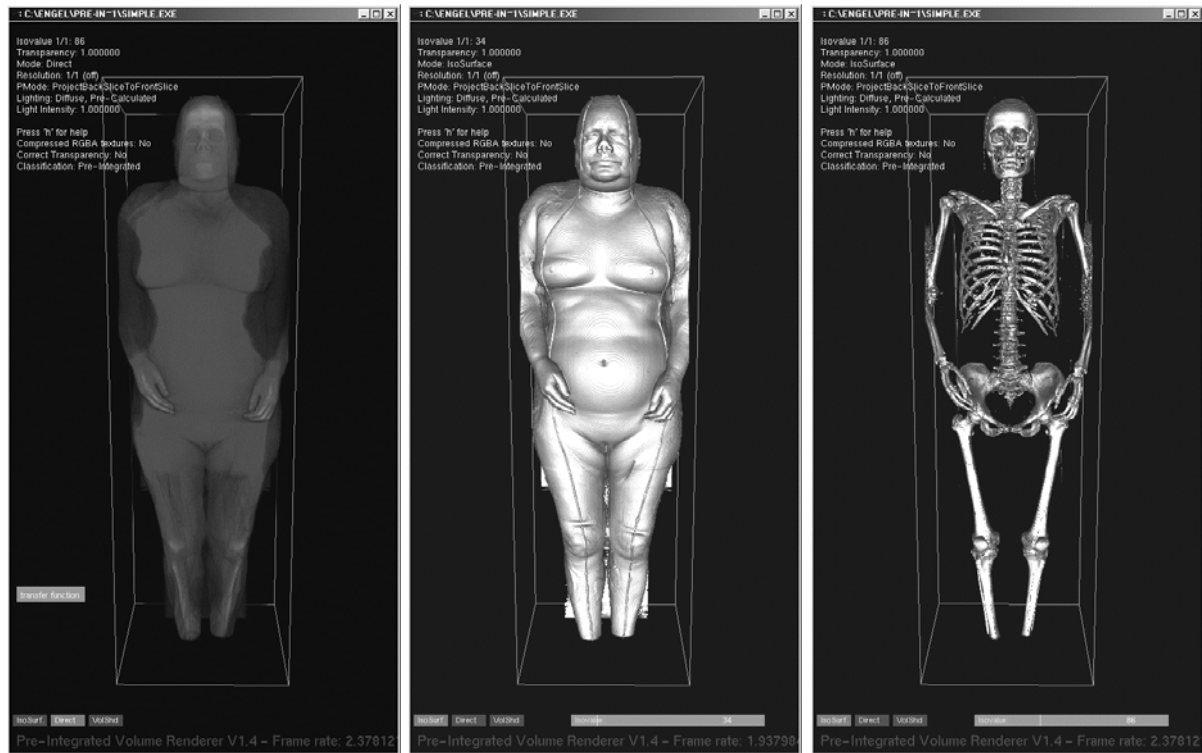 : C:\ENGEL\PRE-IN~1\SIMPLE.EXE
Isovalue 1/1: 86
Transparency: 1.000000
Mode: Direct
Resolution: 1/1 (off)
PMode: ProjectBackSliceToFrontSlice
Lighting: Diffuse, Pre-Calculated
Light Intensity: 1.000000
Press 'h' for help
Compressed RGBA textures: No
Correct Transparency: No
Classification: Pre-Integrated
transfer function
IsoSurf.
Direct
VolShd
Pre-Integrated Volume Renderer V1.4 - Frame rate: 2.378121
: C:\ENGEL\PRE-IN~1\SIMPLE.EXE
Isovalue 1/1: 34
Transparency: 1.000000
Mode: IsoSurface
Resolution: 1/1 (off)
PMode: ProjectBackSliceToFrontSlice
Lighting: Diffuse, Pre-Calculated
Light Intensity: 1.000000
Press 'h' for help
Compressed RGBA textures: No
Correct Transparency: No
Classification: Pre-Integrated
IsoSurf.
Direct
VolShd
Isovalue
34
Pre-Integrated Volume Renderer V1.4 - Frame rate: 1.937984
: C:\ENGEL\PRE-IN~1\SIMPLE.EXE
Isovalue 1/1: 86
Transparency: 1.000000
Mode: IsoSurface
Resolution: 1/1 (off)
PMode: ProjectBackSliceToFrontSlice
Lighting: Diffuse, Pre-Calculated
Light Intensity: 1.000000
Press 'h' for help
Compressed RGBA textures: No
Correct Transparency: No
Classification: Pre-Integrated
IsoSurf.
Direct
VolShd
Isovalue
86
Pre-Integrated Volume Renderer V1.4 - Frame rate: 2.37812